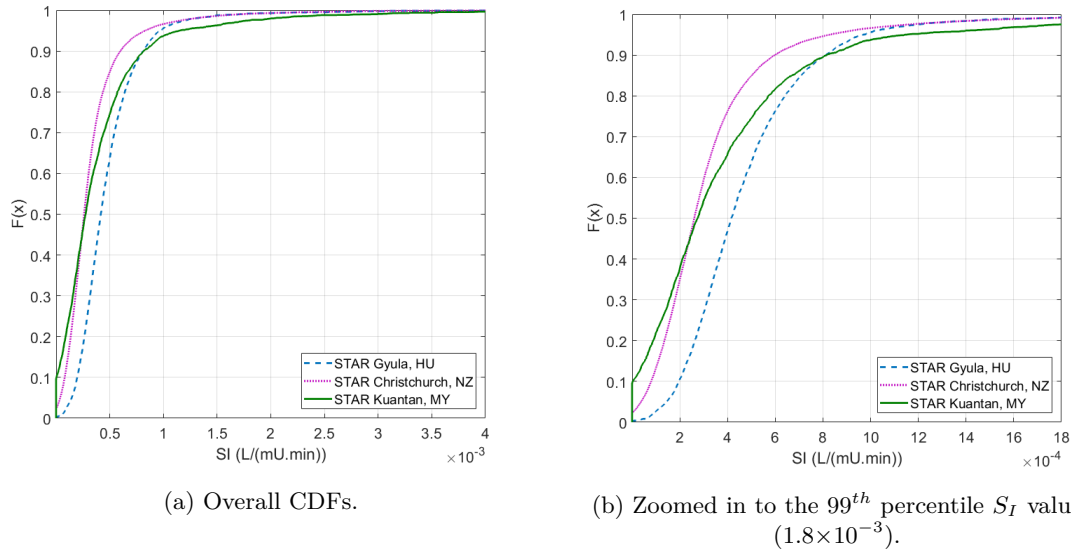 1
0.9
0.8
0.7
0.6
0.5
0.4
0.3
0.2
0.1
0
F(x)
STAR Gyula, HU
STAR Christchurch, NZ
STAR Kuantan, MY
0.5 1 1.5 2 2.5 3 3.5 4
SI (L/(mU.min))
×10⁻³
(a) Overall CDFs.
1
0.9
0.8
0.7
0.6
0.5
0.4
0.3
0.2
0.1
0
F(x)
STAR Gyula, HU
STAR Christchurch, NZ
STAR Kuantan, MY
2 4 6 8 10 12 14 16 18
SI (L/(mU.min))
×10⁻⁴
(b) Zoomed in to the 99ᵗʰ percentile S_I valu
(1.8×10⁻³).